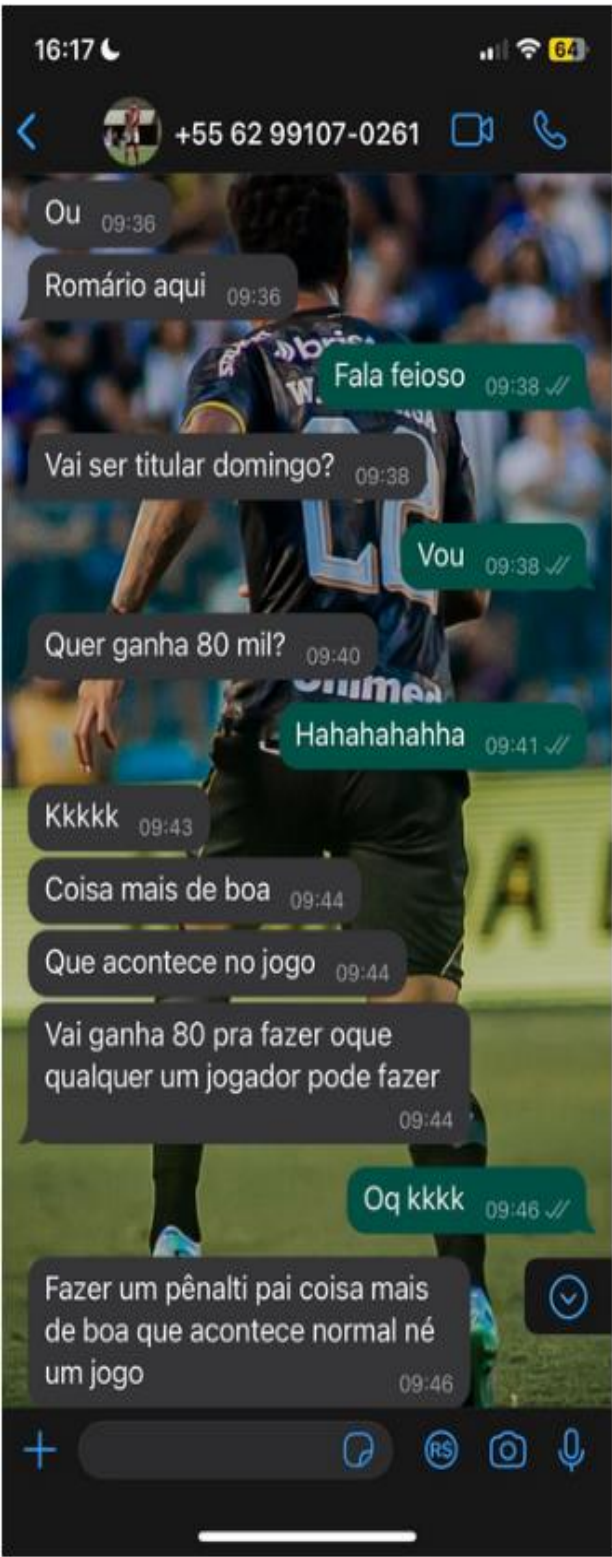 16:17
64
+55 62 99107-0261
Ou 09:36
Romário aqui 09:36
Fala feioso 09:38
Vai ser titular domingo? 09:38
Vou 09:38
Quer ganha 80 mil? 09:40
Unimed
Hahahahahha 09:41
Kkkkk 09:43
Coisa mais de boa 09:44
Que acontece no jogo 09:44
Vai ganha 80 pra fazer oque
qualquer um jogador pode fazer
09:44
Oq kkkk 09:46
Fazer um pênalti pai coisa mais
de boa que acontece normal né
um jogo 09:46
R$